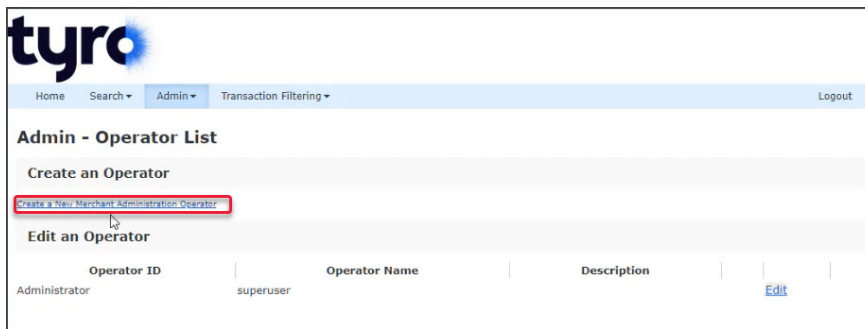 tyro
Home Search Admin Transaction Filtering Logout
Admin - Operator List
Create an Operator
Create a New Merchant Administration Operator
Edit an Operator
Operator ID Operator Name Description
Administrator superuser Edit